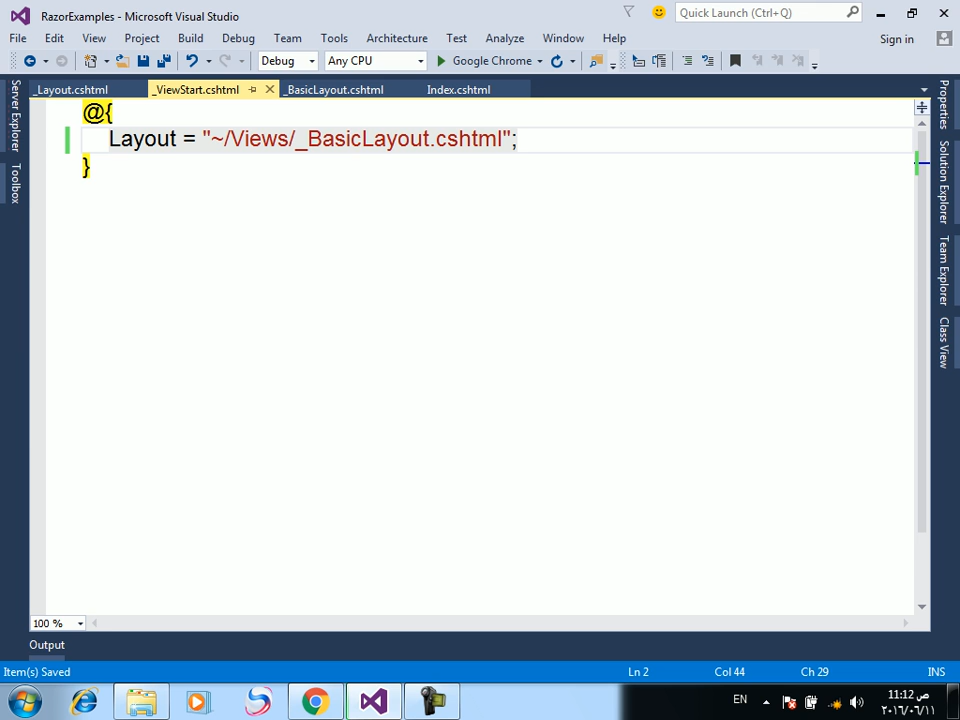 RazorExamples - Microsoft Visual Studio
Quick Launch (Ctrl+Q)
File Edit View Project Build Debug Team Tools Architecture Test Analyze Window Help Sign in
Debug Any CPU Google Chrome
_Layout.cshtml _ViewStart.cshtml _BasicLayout.cshtml Index.cshtml
Server Explorer
Toolbox
@{
Layout = "~/Views/_BasicLayout.cshtml";
}
Properties
Solution Explorer
Team Explorer
Class View
100 %
Output
Item(s) Saved Ln 2 Col 44 Ch 29 INS
EN
11:12 ص
٢٠١٦/٠٦/١١